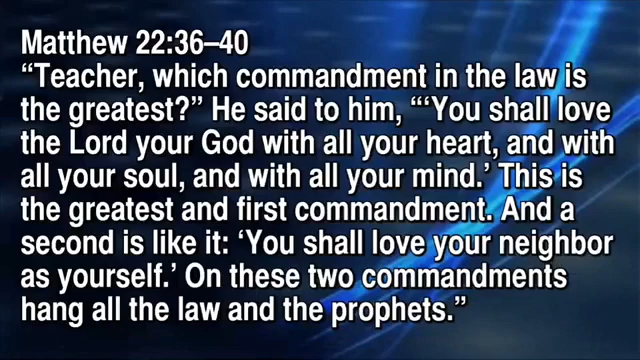 Matthew 22:36–40
“Teacher, which commandment in the law is
the greatest?” He said to him, “‘You shall love
the Lord your God with all your heart, and with
all your soul, and with all your mind.’ This is
the greatest and first commandment. And a
second is like it: ‘You shall love your neighbor
as yourself.’ On these two commandments
hang all the law and the prophets.”